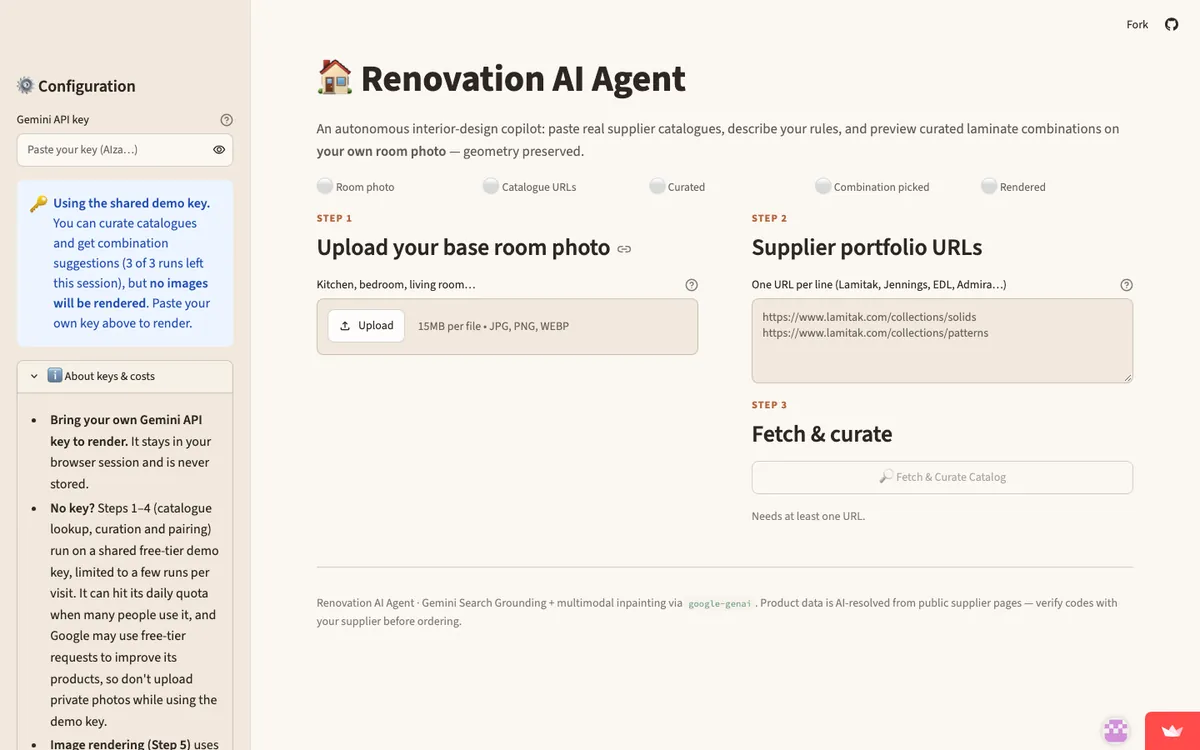 Fork
Configuration
Gemini API key
Paste your key (AIza...)
Using the shared demo key.
You can curate catalogues
and get combination
suggestions (3 of 3 runs left
this session), but no images
will be rendered. Paste your
own key above to render.
About keys & costs
Bring your own Gemini API
key to render. It stays in your
browser session and is never
stored.
No key? Steps 1–4 (catalogue
lookup, curation and pairing)
run on a shared free-tier demo
key, limited to a few runs per
visit. It can hit its daily quota
when many people use it, and
Google may use free-tier
requests to improve its
products, so don't upload
private photos while using the
demo key.
Image rendering (Step 5) uses
Renovation AI Agent
An autonomous interior-design copilot: paste real supplier catalogues, describe your rules, and preview curated laminate combinations on
your own room photo — geometry preserved.
Room photo
Catalogue URLs
Curated
Combination picked
Rendered
STEP 1
Upload your base room photo
Kitchen, bedroom, living room...
Upload
15MB per file • JPG, PNG, WEBP
STEP 2
Supplier portfolio URLs
One URL per line (Lamitak, Jennings, EDL, Admira...)
https://www.lamitak.com/collections/solids
https://www.lamitak.com/collections/patterns
STEP 3
Fetch & curate
Fetch & Curate Catalog
Needs at least one URL.
Renovation AI Agent · Gemini Search Grounding + multimodal inpainting via google-genai . Product data is AI-resolved from public supplier pages — verify codes with
your supplier before ordering.